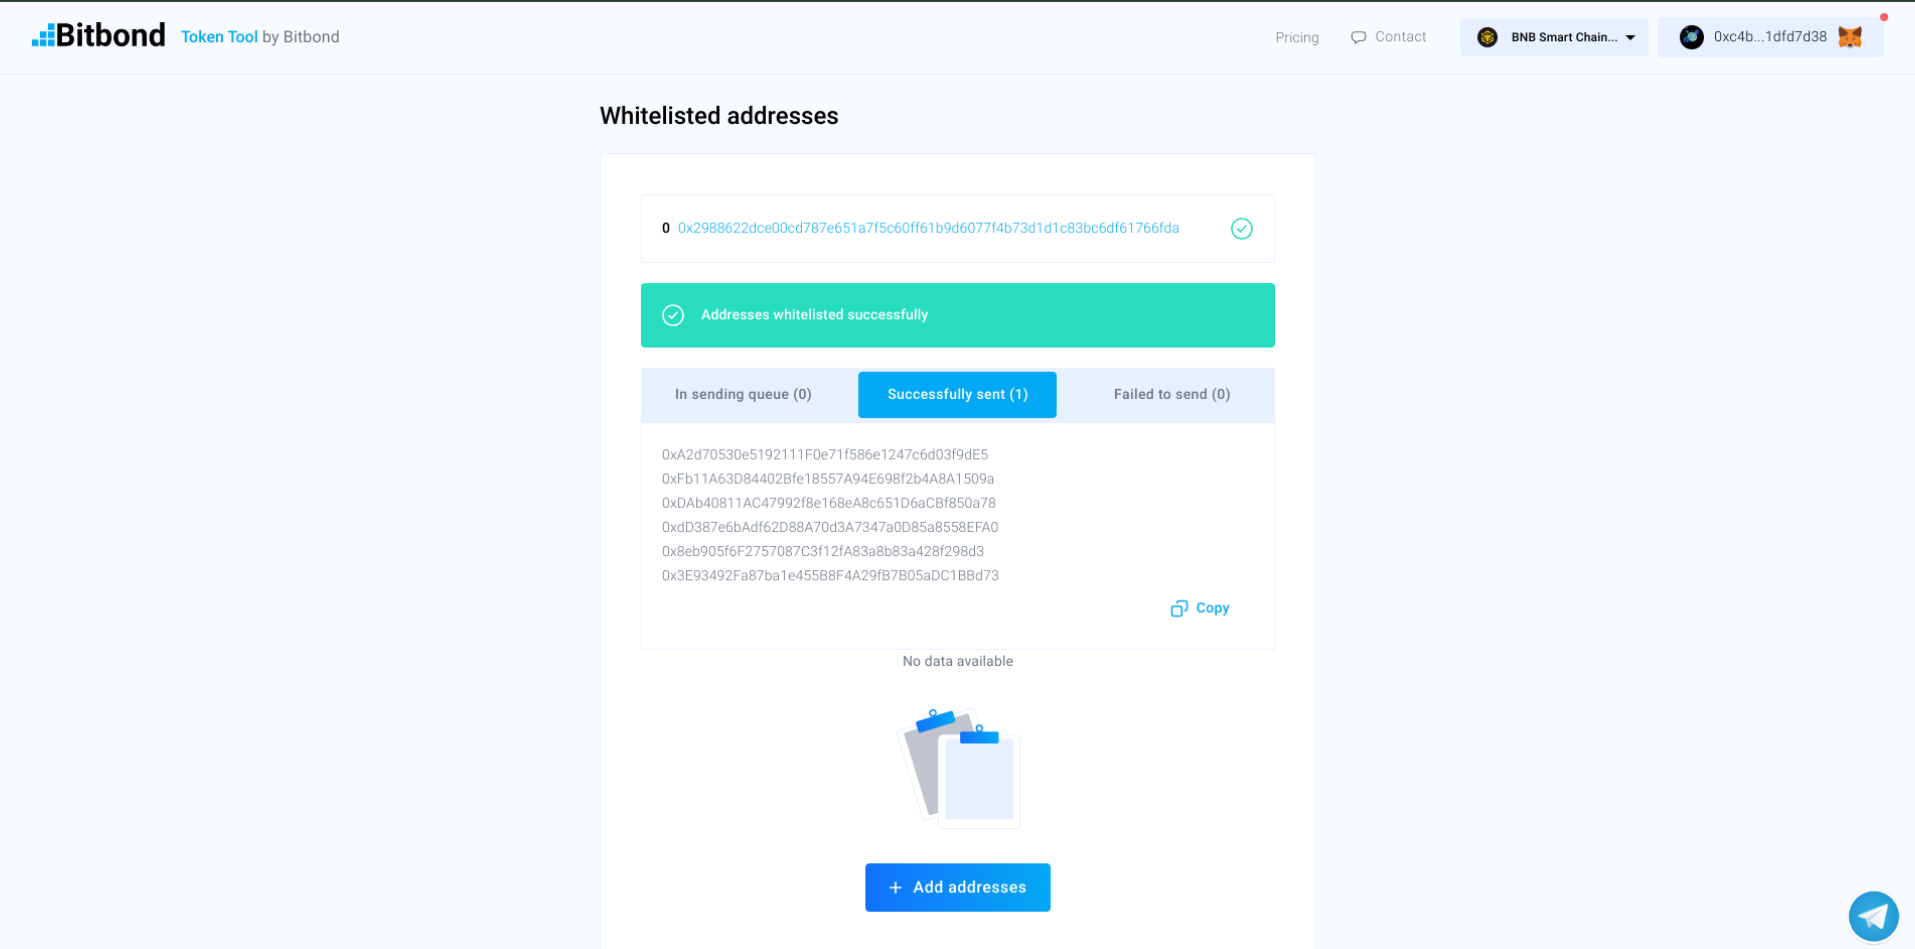 Bitbond Token Tool by Bitbond Pricing Contact BNB Smart Chain... 0xc4b...1dfd7d38
Whitelisted addresses
0 0x2988622dce00cd787e651a7f5c60ff61b9d6077f4b73d1d1c83bc6df61766fda
Addresses whitelisted successfully
In sending queue (0) Successfully sent (1) Failed to send (0)
0xA2d70530e5192111F0e71f586e1247c6d03f9dE5
0xFb11A63D84402Bfe18557A94E698f2b4A8A1509a
0xDAb40811AC47992f8e168eA8c651D6aCBf850a78
0xdD387e6bAdf62D88A70d3A7347a0D85a8558EFA0
0x8eb905f6F2757087C3f12fA83a8b83a428f298d3
0x3E93492Fa87ba1e455B8F4A29fB7B05aDC1BBd73
Copy
No data available
+ Add addresses